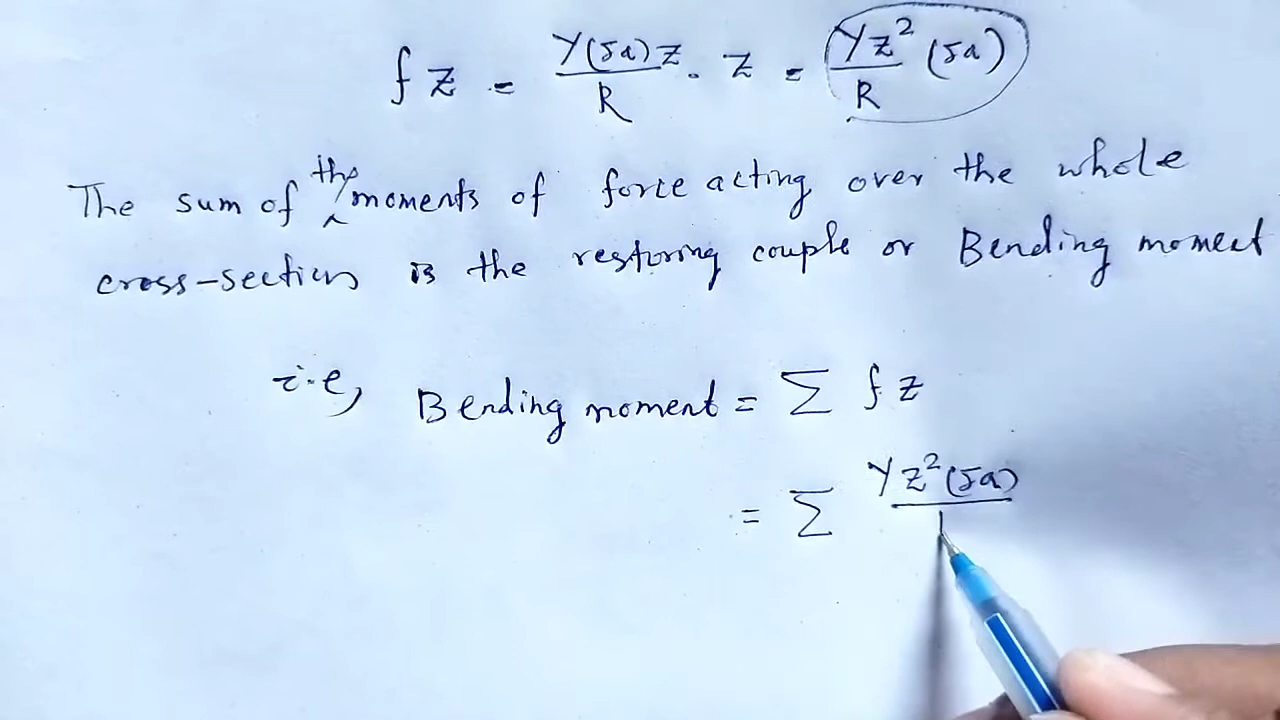 f z = Y(δa)z/R . z = Yz²/R (δa)
The sum of the moments of force acting over the whole
cross-section is the restoring couple or Bending moment
i.e, Bending moment = Σ f z
= Σ Yz²(δa)/